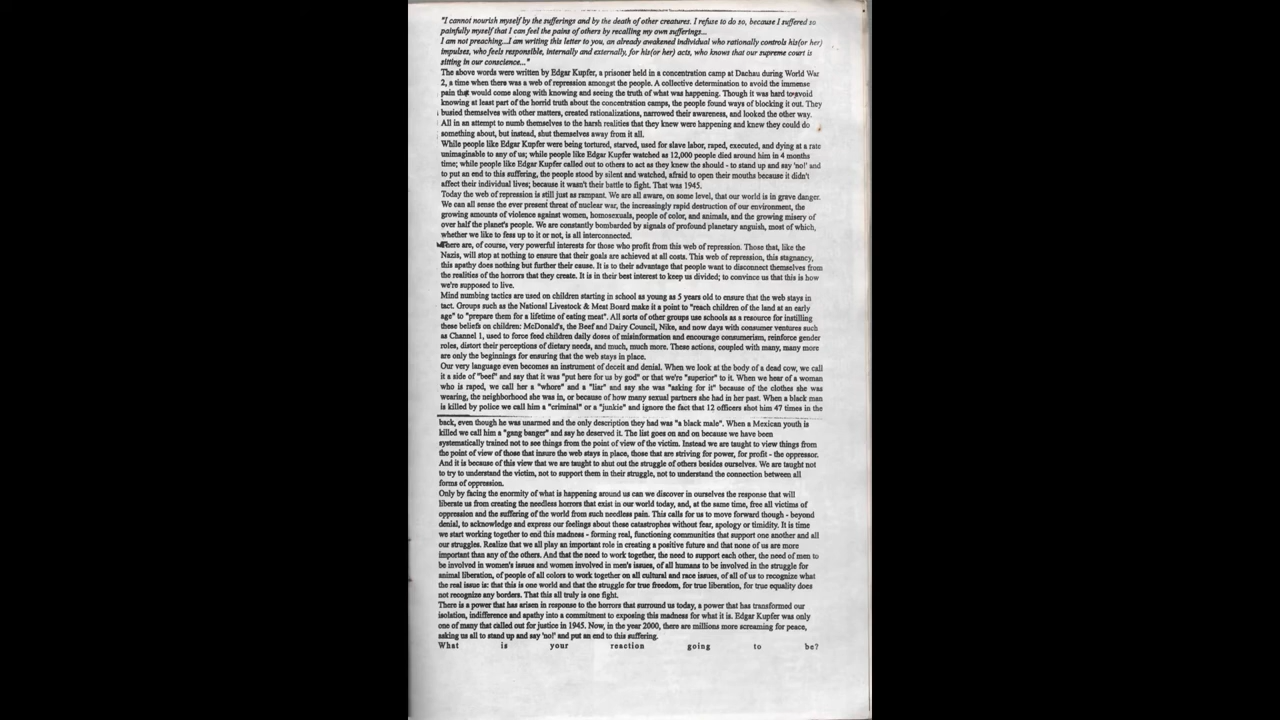 "I cannot nourish myself by the sufferings and by the death of other creatures. I refuse to do so, because I suffered so
painfully myself that I can feel the pains of others by recalling my own sufferings...
I am not preaching...I am writing this letter to you, an already awakened individual who rationally controls his(or her)
impulses, who feels responsible, internally and externally, for his(or her) acts, who knows that our supreme court is
sitting in our conscience..."
The above words were written by Edgar Kupfer, a prisoner held in a concentration camp at Dachau during World War
2, a time when there was a web of repression amongst the people. A collective determination to avoid the immense
pain that would come along with knowing and seeing the truth of what was happening. Though it was hard to avoid
knowing at least part of the horrid truth about the concentration camps, the people found ways of blocking it out. They
busied themselves with other matters, created rationalizations, narrowed their awareness, and looked the other way.
All in an attempt to numb themselves to the harsh realities that they knew were happening and knew they could do
something about, but instead, shut themselves away from it all.
While people like Edgar Kupfer were being tortured, starved, used for slave labor, raped, executed, and dying at a rate
unimaginable to any of us; while people like Edgar Kupfer watched as 12,000 people died around him in 4 months
time; while people like Edgar Kupfer called out to others to act as they knew the should - to stand up and say 'no!' and
to put an end to this suffering, the people stood by silent and watched, afraid to open their mouths because it didn't
affect their individual lives; because it wasn't their battle to fight. That was 1945.
Today the web of repression is still just as rampant. We are all aware, on some level, that our world is in grave danger.
We can all sense the ever present threat of nuclear war, the increasingly rapid destruction of our environment, the
growing amounts of violence against women, homosexuals, people of color, and animals, and the growing misery of
over half the planet's people. We are constantly bombarded by signals of profound planetary anguish, most of which,
whether we like to fess up to it or not, is all interconnected.
There are, of course, very powerful interests for those who profit from this web of repression. Those that, like the
Nazis, will stop at nothing to ensure that their goals are achieved at all costs. This web of repression, this stagnancy,
this apathy does nothing but further their cause. It is to their advantage that people want to disconnect themselves from
the realities of the horrors that they create. It is in their best interest to keep us divided; to convince us that this is how
we're supposed to live.
Mind numbing tactics are used on children starting in school as young as 5 years old to ensure that the web stays in
tact. Groups such as the National Livestock & Meat Board make it a point to "reach children of the land at an early
age" to "prepare them for a lifetime of eating meat". All sorts of other groups use schools as a resource for instilling
these beliefs on children: McDonald's, the Beef and Dairy Council, Nike, and now days with consumer ventures such
as Channel 1, used to force feed children daily doses of misinformation and encourage consumerism, reinforce gender
roles, distort their perceptions of dietary needs, and much, much more. These actions, coupled with many, many more
are only the beginnings for ensuring that the web stays in place.
Our very language even becomes an instrument of deceit and denial. When we look at the body of a dead cow, we call
it a side of "beef" and say that it was "put here for us by god" or that we're "superior" to it. When we hear of a woman
who is raped, we call her a "whore" and a "liar" and say she was "asking for it" because of the clothes she was
wearing, the neighborhood she was in, or because of how many sexual partners she had in her past. When a black man
is killed by police we call him a "criminal" or a "junkie" and ignore the fact that 12 officers shot him 47 times in the
back, even though he was unarmed and the only description they had was "a black male". When a Mexican youth is
killed we call him a "gang banger" and say he deserved it. The list goes on and on because we have been
systematically trained not to see things from the point of view of the victim. Instead we are taught to view things from
the point of view of those that insure the web stays in place, those that are striving for power, for profit - the oppressor.
And it is because of this view that we are taught to shut out the struggle of others besides ourselves. We are taught not
to try to understand the victim, not to support them in their struggle, not to understand the connection between all
forms of oppression.
Only by facing the enormity of what is happening around us can we discover in ourselves the response that will
liberate us from creating the needless horrors that exist in our world today, and, at the same time, free all victims of
oppression and the suffering of the world from such needless pain. This calls for us to move forward though - beyond
denial, to acknowledge and express our feelings about these catastrophes without fear, apology or timidity. It is time
we start working together to end this madness - forming real, functioning communities that support one another and all
our struggles. Realize that we all play an important role in creating a positive future and that none of us are more
important than any of the others. And that the need to work together, the need to support each other, the need of men to
be involved in women's issues and women involved in men's issues, of all humans to be involved in the struggle for
animal liberation, of people of all colors to work together on all cultural and race issues, of all of us to recognize what
the real issue is: that this is one world and that the struggle for true freedom, for true liberation, for true equality does
not recognize any borders. That this all truly is one fight.
There is a power that has arisen in response to the horrors that surround us today, a power that has transformed our
isolation, indifference and apathy into a commitment to exposing this madness for what it is. Edgar Kupfer was only
one of many that called out for justice in 1945. Now, in the year 2000, there are millions more screaming for peace,
asking us all to stand up and say 'no!' and put an end to this suffering.
What is your reaction going to be?